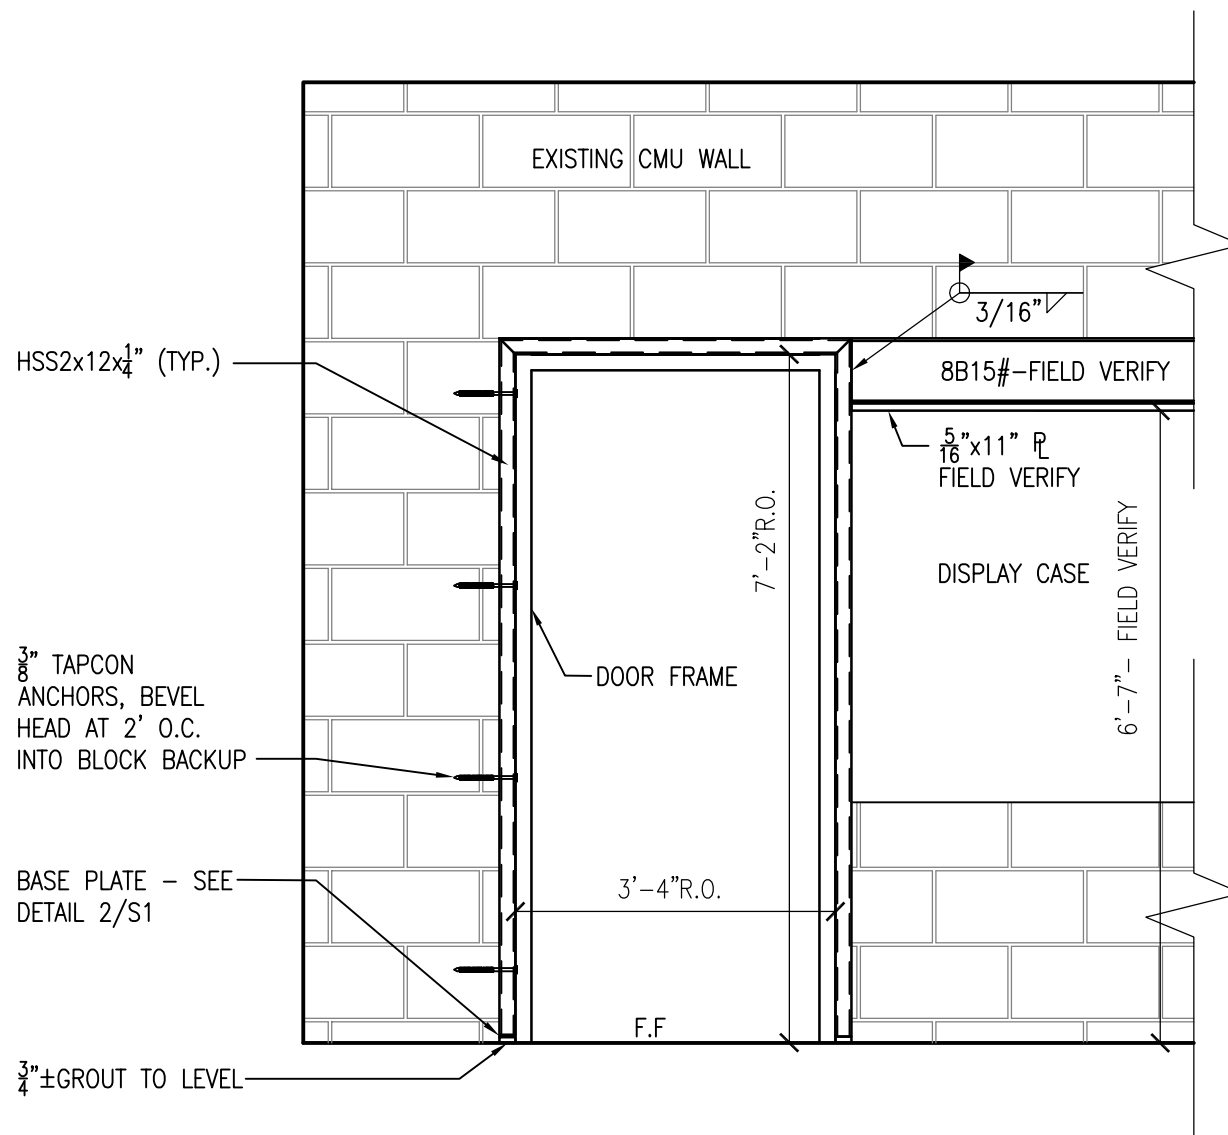 EXISTING CMU WALL
3/16"
HSS2x12x1/4" (TYP.)
8B15#-FIELD VERIFY
5/16"x11" PL
FIELD VERIFY
7'-2"R.O.
6'-7"- FIELD VERIFY
DISPLAY CASE
3/8" TAPCON
ANCHORS, BEVEL
HEAD AT 2' O.C.
INTO BLOCK BACKUP
DOOR FRAME
BASE PLATE - SEE
DETAIL 2/S1
3'-4"R.O.
F.F
3/4"±GROUT TO LEVEL